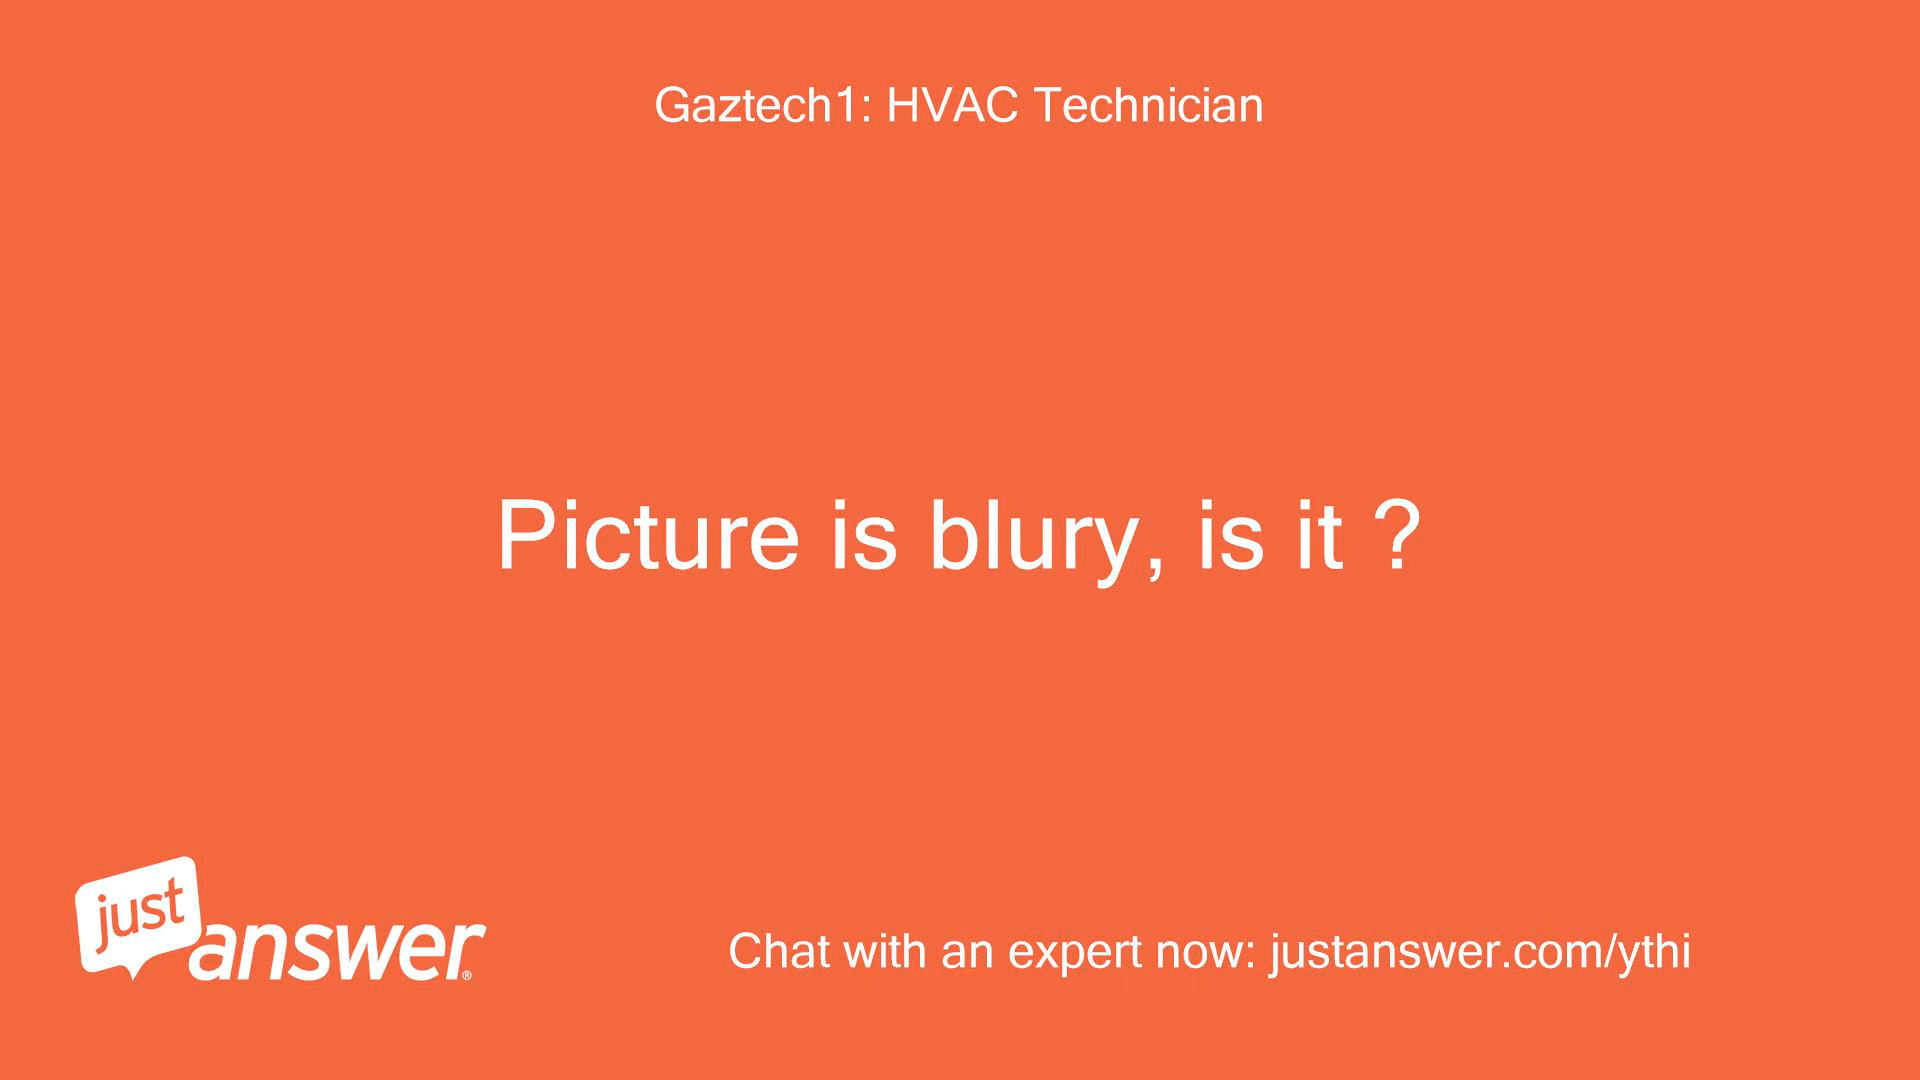 Gaztech1: HVAC Technician
Picture is blury, is it ?
just
answer®
Chat with an expert now: justanswer.com/ythi